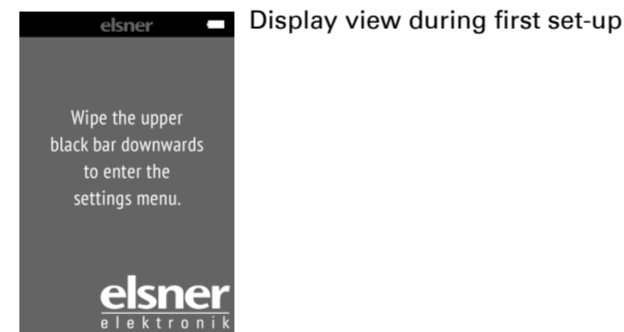 elsner
Display view during first set-up
Wipe the upper
black bar downwards
to enter the
settings menu.
elsner
elektronik